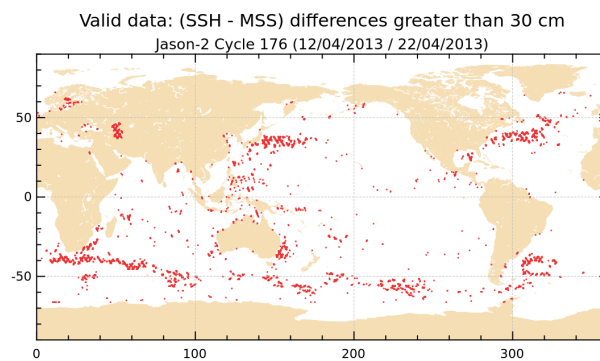 Valid data: (SSH - MSS) differences greater than 30 cm
Jason-2 Cycle 176 (12/04/2013 / 22/04/2013)
50
0
-50
0 100 200 300